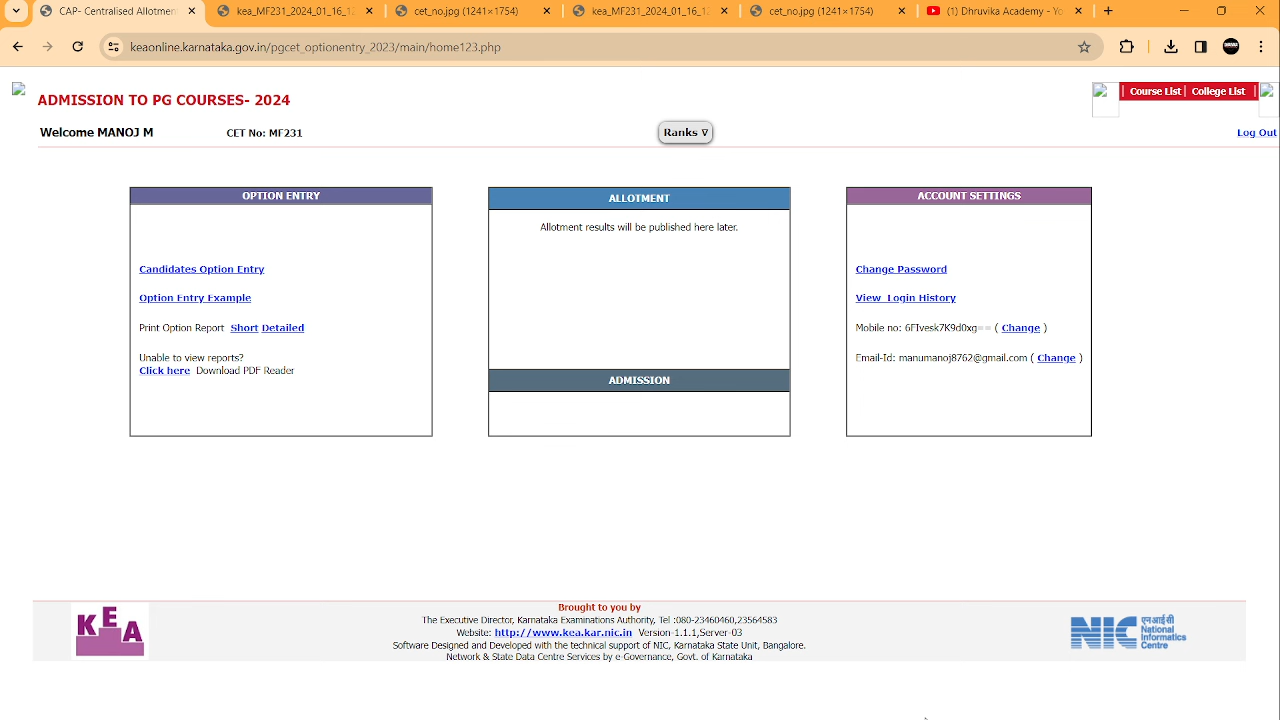 CAP- Centralised Allotmen
kea_MF231_2024_01_16_12
cet_no.jpg (1241×1754)
kea_MF231_2024_01_16_12
cet_no.jpg (1241×1754)
(1) Dhruvika Academy - Yo
keaonline.karnataka.gov.in/pgcet_optionentry_2023/main/home123.php
ADMISSION TO PG COURSES- 2024
| Course List | College List |
Welcome MANOJ M
CET No: MF231
Ranks ∇
Log Out
OPTION ENTRY
Candidates Option Entry
Option Entry Example
Print Option Report Short Detailed
Unable to view reports?
Click here Download PDF Reader
ALLOTMENT
Allotment results will be published here later.
ADMISSION
ACCOUNT SETTINGS
Change Password
View Login History
Mobile no: 6FIvesk7K9d0xg== ( Change )
Email-Id: manumanoj8762@gmail.com ( Change )
KEA
Brought to you by
The Executive Director, Karnataka Examinations Authority, Tel :080-23460460,23564583
Website: http://www.kea.kar.nic.in Version-1.1.1,Sept003
Software Designed and Developed with the technical support of NIC, Karnataka State Unit, Bangalore.
Network & State Data Centre Services by e-Governance, Govt. of Karnataka
NIC
एनआईसी
National
Informatics
Centre